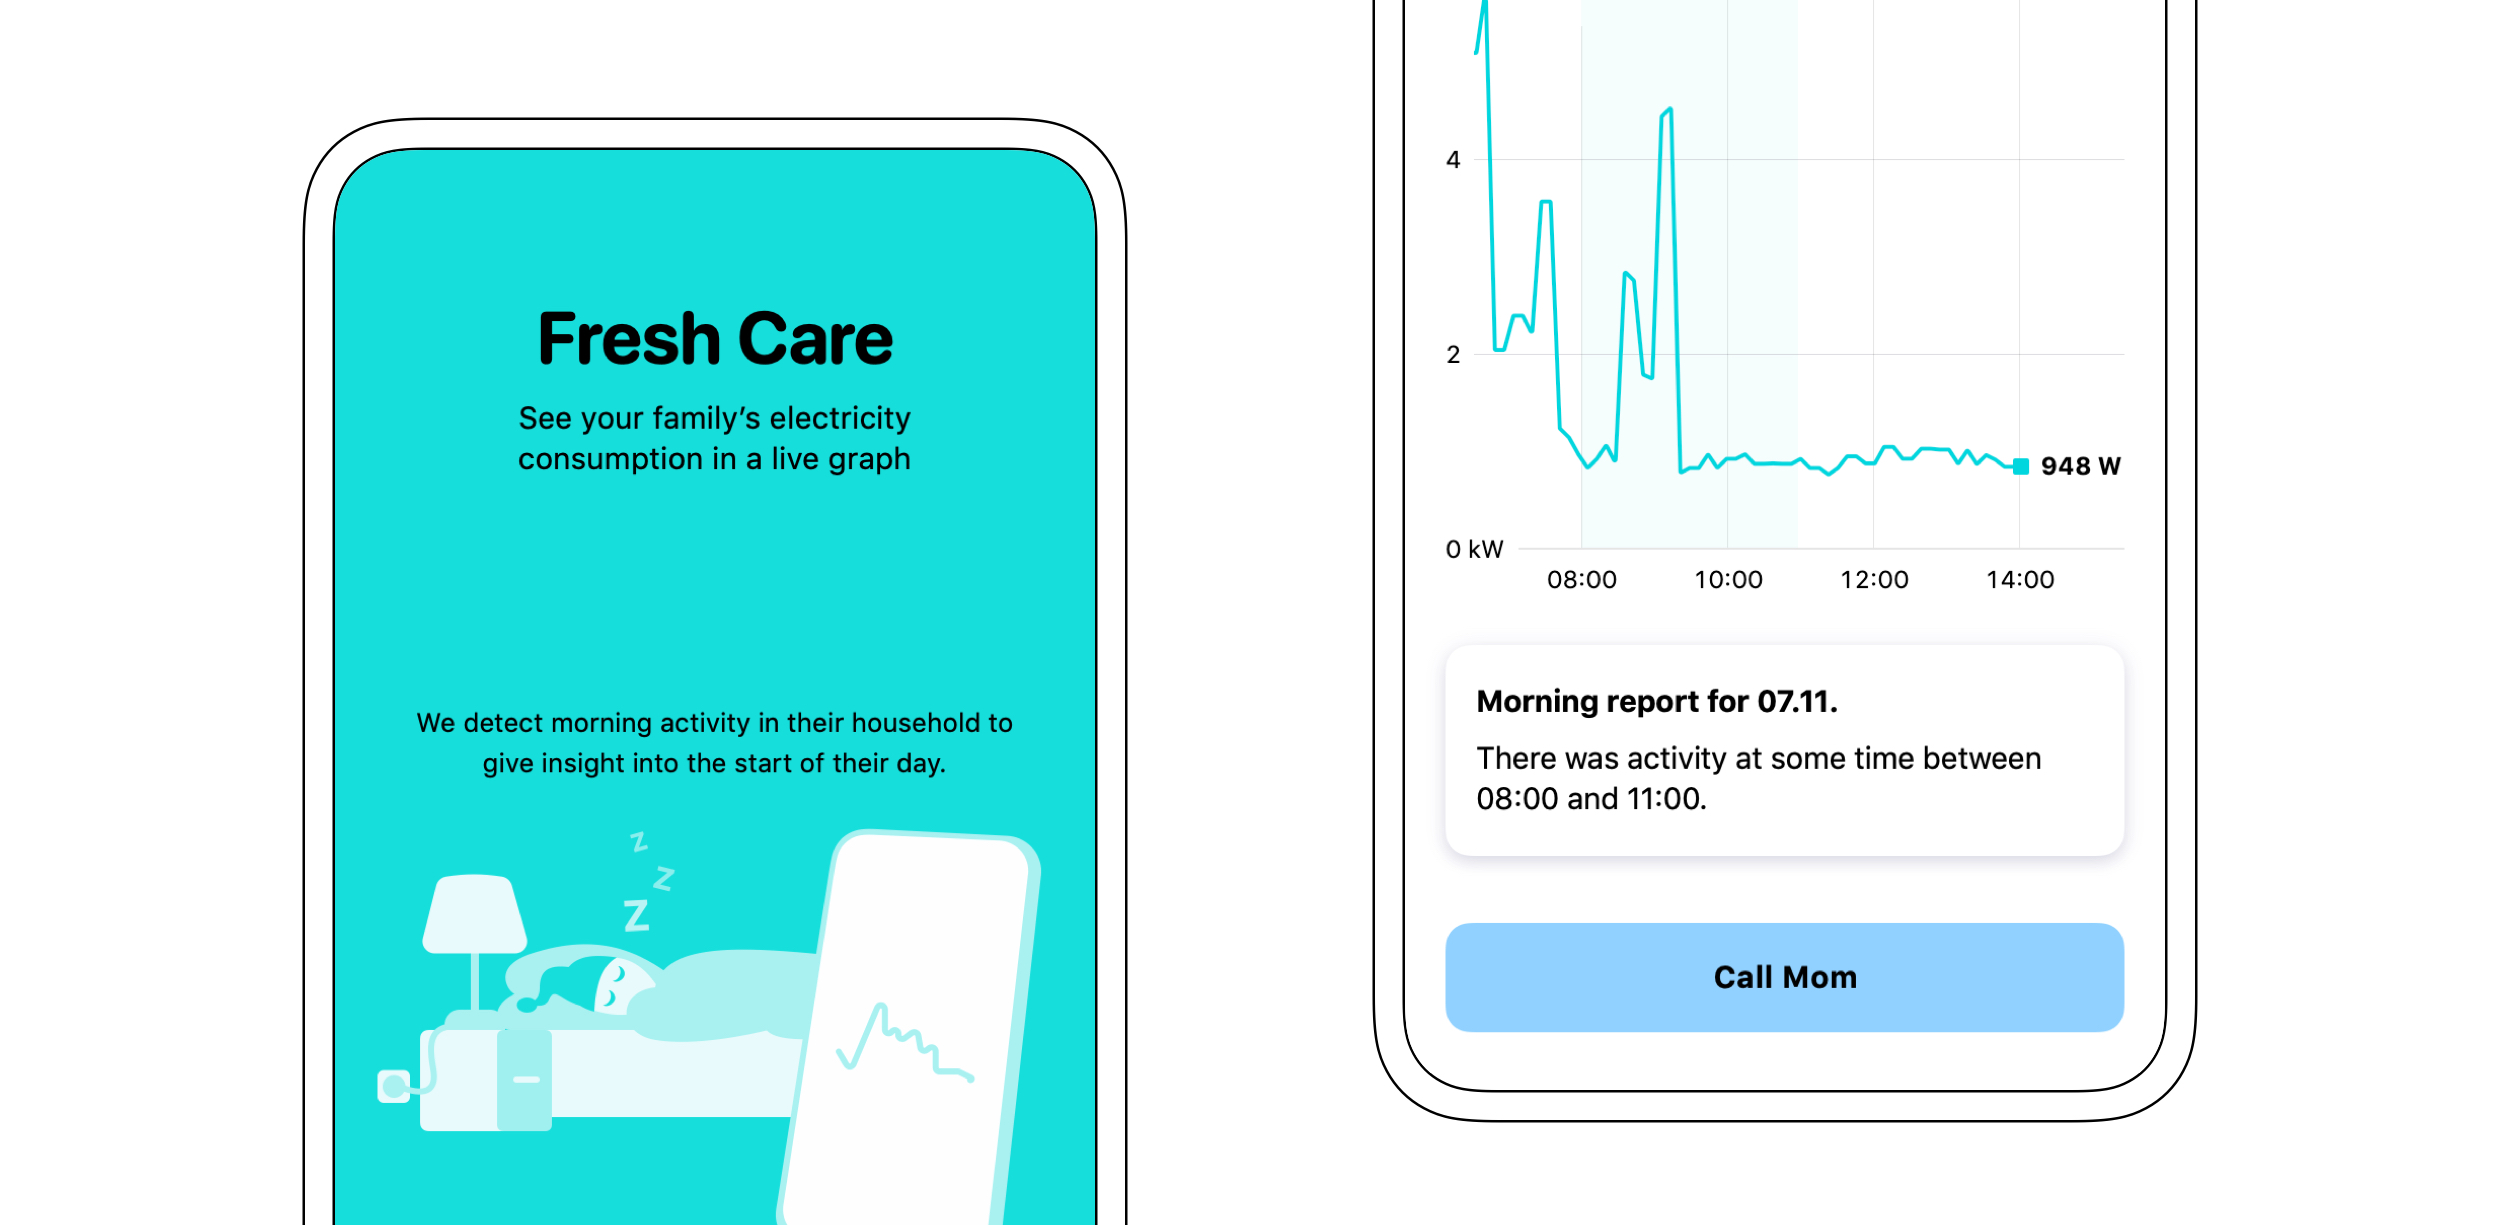 Fresh Care
See your family’s electricity
consumption in a live graph
We detect morning activity in their household to
give insight into the start of their day.
z
z
z
4
2
948 W
0 kW
08:00 10:00 12:00 14:00
Morning report for 07.11.
There was activity at some time between
08:00 and 11:00.
Call Mom